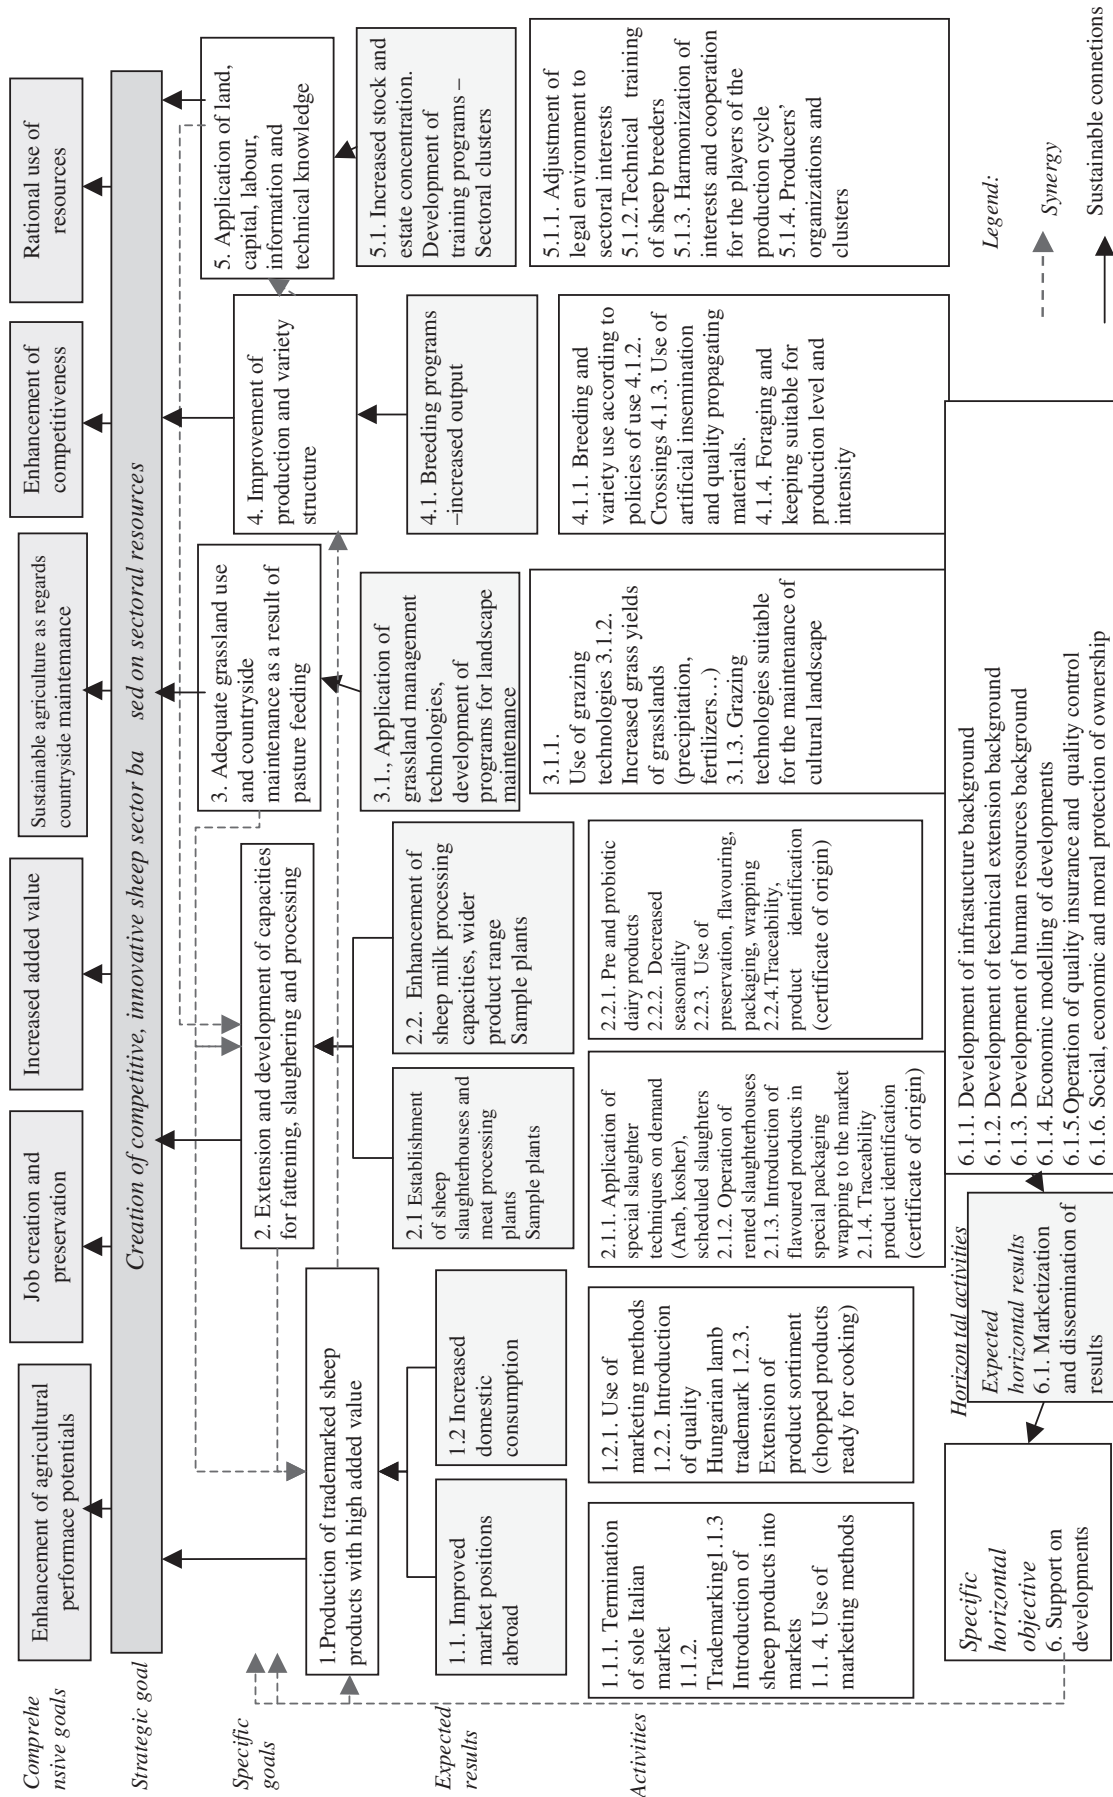 Comprehe
nsive goals
Enhancement of agricultural
performace potentials
Job creation and
preservation
Increased added value
Sustainable agriculture as regards
countryside maintenance
Enhancement of
competitiveness
Rational use of
resources
Strategic goal
Creation of competitive, innovative sheep sector ba sed on sectoral resources
Specific
goals
1.Production of trademarked sheep
products with high added value
2. Extension and development of capacities
for fattening, slaughering and processing
3. Adequate grassland use
and countryside
maintenance as a result of
pasture feeding
4. Improvement of
production and variety
structure
5. Application of land,
capital, labour,
information and
technical knowledge
Expected
results
1.1. Improved
market positions
abroad
1.2 Increased
domestic
consumption
2.1 Establishment
of sheep
slaughterhouses and
meat processing
plants
Sample plants
2.2. Enhancement of
sheep milk processing
capacities, wider
product range
Sample plants
3.1., Application of
grassland management
technologies,
development of
programs for landscape
maintenance
4.1. Breeding programs
–increased output
5.1. Increased stock and
estate concentration.
Development of
training programs –
Sectoral clusters
Activities
1.1.1. Termination
of sole Italian
market
1.1.2.
Trademarking1.1.3
Introduction of
sheep products into
markets
1.1.4. Use of
marketing methods
1.2.1. Use of
marketing methods
1.2.2. Introduction
of quality
Hungarian lamb
trademark 1.2.3.
Extension of
product sortiment
(chopped products
ready for cooking)
2.1.1. Application of
special slaughter
techniques on demand
(Arab, kosher),
scheduled slaughters
2.1.2. Operation of
rented slaughterhouses
2.1.3. Introduction of
flavoured products in
special packaging
wrapping to the market
2.1.4. Traceability
product identification
(certificate of origin)
2.2.1. Pre and probiotic
dairy products
2.2.2. Decreased
seasonality
2.2.3. Use of
preservation, flavouring,
packaging, wrapping
2.2.4.Traceability,
product identification
(certificate of origin)
3.1.1.
Use of grazing
technologies 3.1.2.
Increased grass yields
of grasslands
(precipitation,
fertilizers…)
3.1.3. Grazing
technologies suitable
for the maintenance of
cultural landscape
4.1.1. Breeding and
variety use according to
policies of use 4.1.2.
Crossings 4.1.3. Use of
artificial insemination
and quality propagating
materials.
4.1.4. Foraging and
keeping suitable for
production level and
intensity
5.1.1. Adjustment of
legal environment to
sectoral interests
5.1.2.Technical training
of sheep breeders
5.1.3. Harmonization of
interests and cooperation
for the players of the
production cycle
5.1.4. Producers’
organizations and
clusters
Specific
horizontal
objective
6. Support on
developments
Horizon tal activities
Expected
horizontal results
6.1. Marketization
and dissemination of
results
6.1.1. Development of infrastucture background
6.1.2. Development of technical extension background
6.1.3. Development of human resources background
6.1.4. Economic modelling of developments
6.1.5.Operation of quality insurance and quality control
6.1.6. Social, economic and moral protection of ownership
Legend:
Synergy
Sustainable connetions